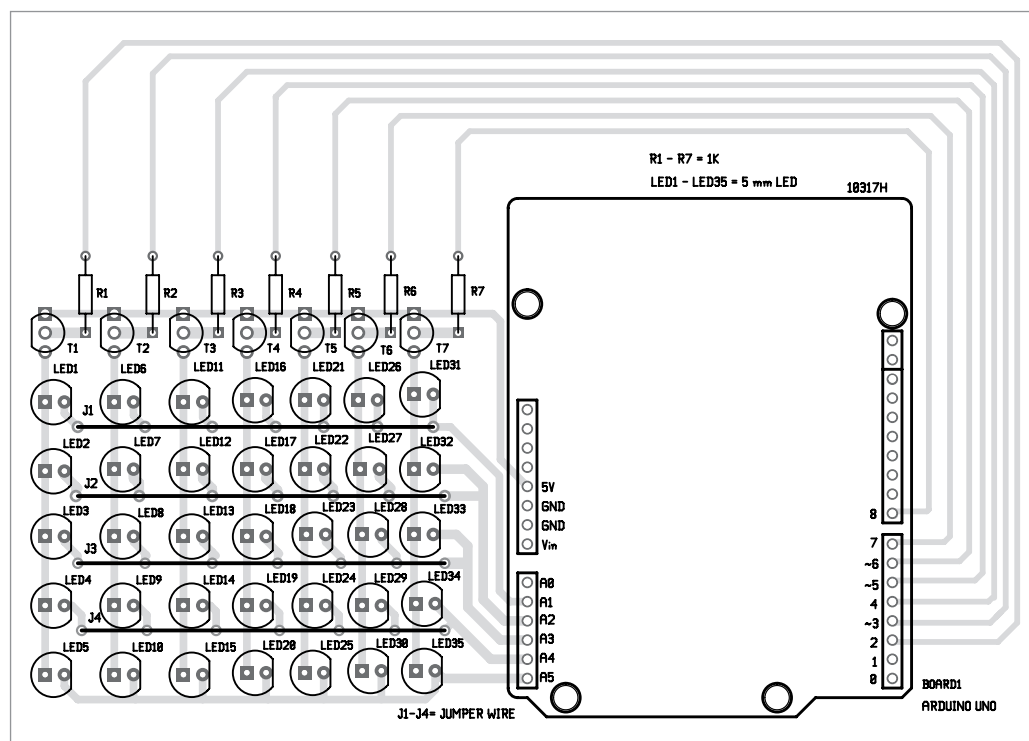 R1 - R7 = 1K
LED1 - LED35 = 5 mm LED
10317H
R1 R2 R3 R4 R5 R6 R7
T1 T2 T3 T4 T5 T6 T7
LED1 LED6 LED11 LED16 LED21 LED26 LED31
J1
LED2 LED7 LED12 LED17 LED22 LED27 LED32
J2
LED3 LED8 LED13 LED18 LED23 LED28 LED33
J3
LED4 LED9 LED14 LED19 LED24 LED29 LED34
J4
LED5 LED10 LED15 LED20 LED25 LED30 LED35
J1-J4= JUMPER WIRE
5V
GND
GND
Vin
A0
A1
A2
A3
A4
A5
8
7
~6
~5
4
~3
2
1
0
BOARD1
ARDUINO UNO